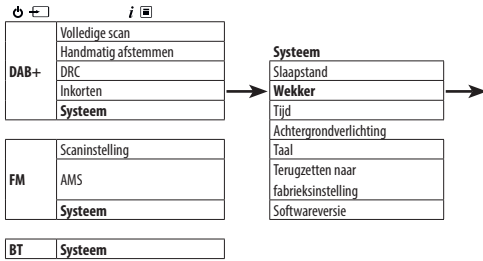 DAB+
Volledige scan
Handmatig afstemmen
DRC
Inkorten
Systeem
FM
Scaninstelling
AMS
Systeem
BT
Systeem
Systeem
Slaapstand
Wekker
Tijd
Achtergrondverlichting
Taal
Terugzetten naar
fabrieksinstelling
Softwareversie